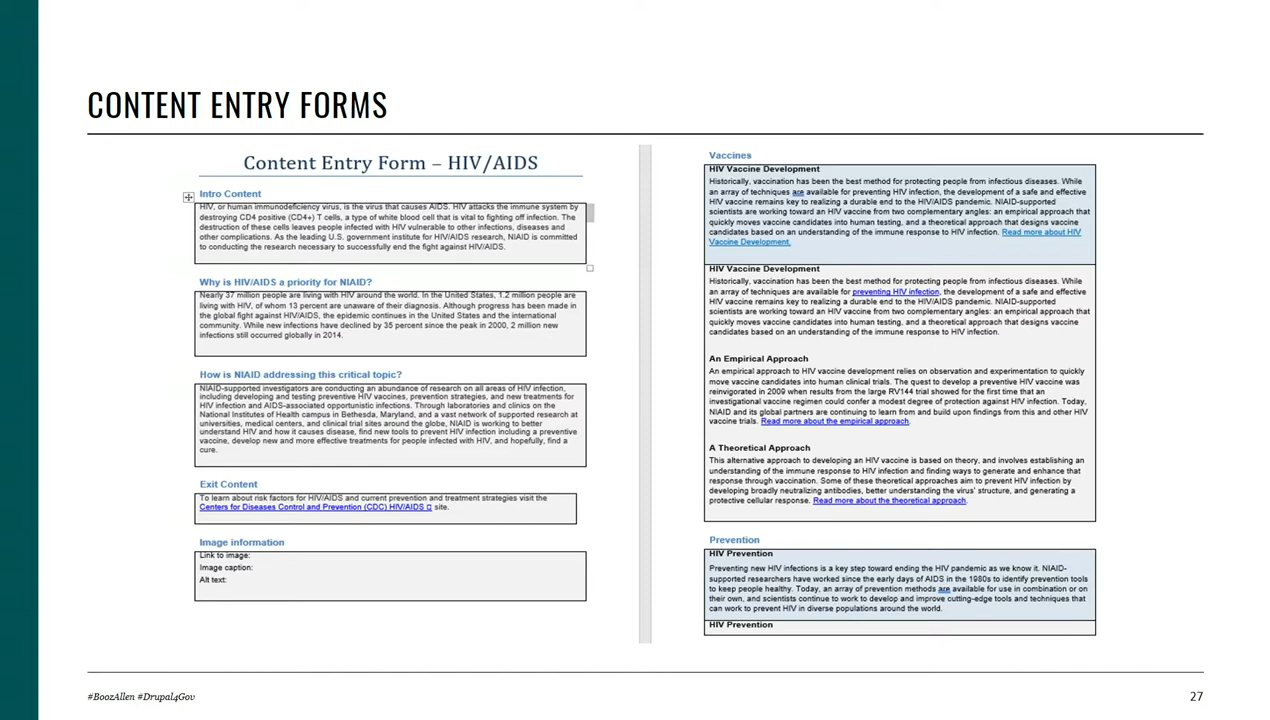 CONTENT ENTRY FORMS
Content Entry Form – HIV/AIDS
Intro Content
HIV, or human immunodeficiency virus, is the virus that causes AIDS. HIV attacks the immune system by
destroying CD4 positive (CD4+) T cells, a type of white blood cell that is vital to fighting off infection. The
destruction of these cells leaves people infected with HIV vulnerable to other infections, diseases and
other complications. As the leading U.S. government institute for HIV/AIDS research, NIAID is committed
to conducting the research necessary to successfully end the fight against HIV/AIDS.
Why is HIV/AIDS a priority for NIAID?
Nearly 37 million people are living with HIV around the world. In the United States, 1.2 million people are
living with HIV, of whom 13 percent are unaware of their diagnosis. Although progress has been made in
the global fight against HIV/AIDS, the epidemic continues in the United States and the international
community. While new infections have declined by 35 percent since the peak in 2000, 2 million new
infections still occurred globally in 2014.
How is NIAID addressing this critical topic?
NIAID-supported investigators are conducting an abundance of research on all areas of HIV infection,
including developing and testing preventive HIV vaccines, prevention strategies, and new treatments for
HIV infection and AIDS-associated opportunistic infections. Through laboratories and clinics on the
National Institutes of Health campus in Bethesda, Maryland, and a vast network of supported research at
universities, medical centers, and clinical trial sites around the globe, NIAID is working to better
understand HIV and how it causes disease, find new tools to prevent HIV infection including a preventive
vaccine, develop new and more effective treatments for people infected with HIV, and hopefully, find a
cure.
Exit Content
To learn about risk factors for HIV/AIDS and current prevention and treatment strategies visit the
Centers for Diseases Control and Prevention (CDC) HIV/AIDS site.
Image information
Link to image:
Image caption:
Alt text:
Vaccines
HIV Vaccine Development
Historically, vaccination has been the best method for protecting people from infectious diseases. While
an array of techniques are available for preventing HIV infection, the development of a safe and effective
HIV vaccine remains key to realizing a durable end to the HIV/AIDS pandemic. NIAID-supported
scientists are working toward an HIV vaccine from two complementary angles: an empirical approach that
quickly moves vaccine candidates into human testing, and a theoretical approach that designs vaccine
candidates based on an understanding of the immune response to HIV infection. Read more about HIV
Vaccine Development.
HIV Vaccine Development
Historically, vaccination has been the best method for protecting people from infectious diseases. While
an array of techniques are available for preventing HIV infection, the development of a safe and effective
HIV vaccine remains key to realizing a durable end to the HIV/AIDS pandemic. NIAID-supported
scientists are working toward an HIV vaccine from two complementary angles: an empirical approach that
quickly moves vaccine candidates into human testing, and a theoretical approach that designs vaccine
candidates based on an understanding of the immune response to HIV infection.
An Empirical Approach
An empirical approach to HIV vaccine development relies on observation and experimentation to quickly
move vaccine candidates into human clinical trials. The quest to develop a preventive HIV vaccine was
reinvigorated in 2009 when results from the large RV144 trial showed for the first time that an
investigational vaccine regimen could confer a modest degree of protection against HIV infection. Today,
NIAID and its global partners are continuing to learn from and build upon findings from this and other HIV
vaccine trials. Read more about the empirical approach.
A Theoretical Approach
This alternative approach to developing an HIV vaccine is based on theory, and involves establishing an
understanding of the immune response to HIV infection and finding ways to generate and enhance that
response through vaccination. Some of these theoretical approaches aim to prevent HIV infection by
developing broadly neutralizing antibodies, better understanding the virus' structure, and generating a
protective cellular response. Read more about the theoretical approach.
Prevention
HIV Prevention
Preventing new HIV infections is a key step toward ending the HIV pandemic as we know it. NIAID-
supported researchers have worked since the early days of AIDS in the 1980s to identify prevention tools
to keep people healthy. Today, an array of prevention methods are available for use in combination or on
their own, and scientists continue to work to develop and improve cutting-edge tools and techniques that
can work to prevent HIV in diverse populations around the world.
HIV Prevention
#BoozAllen #Drupal4Gov
27